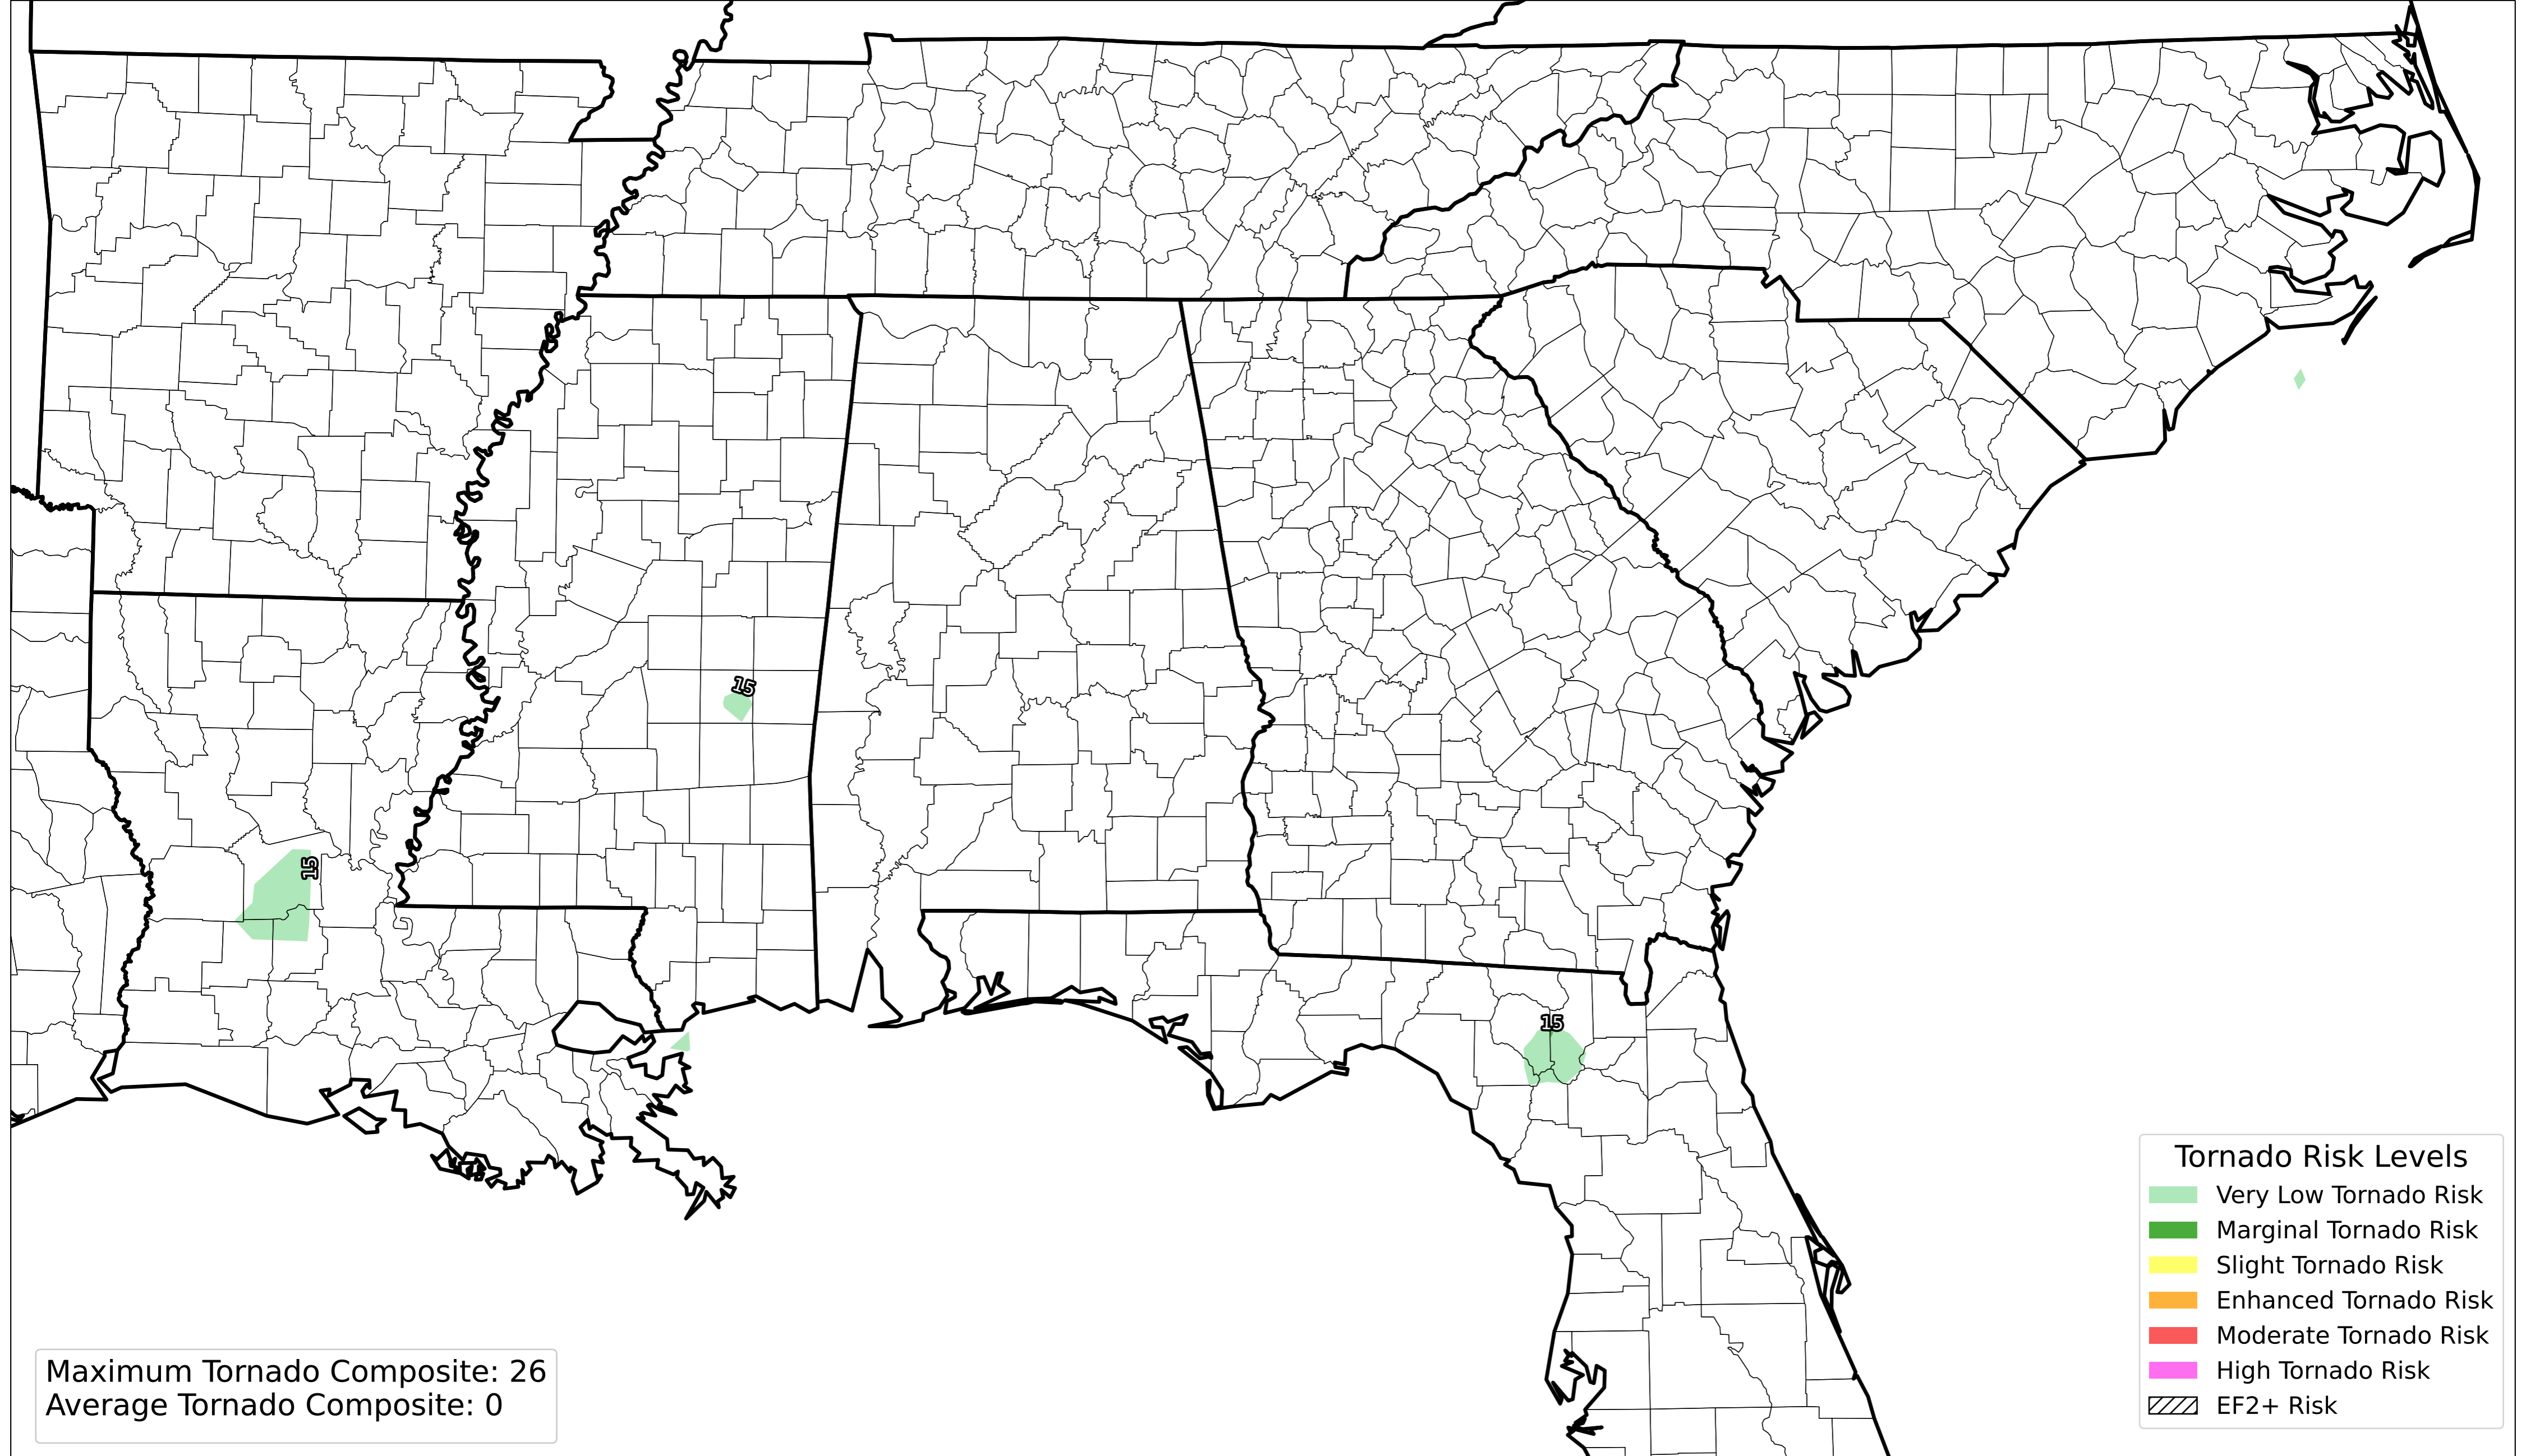 15
15
15
Tornado Risk Levels
Very Low Tornado Risk
Marginal Tornado Risk
Slight Tornado Risk
Enhanced Tornado Risk
Moderate Tornado Risk
High Tornado Risk
EF2+ Risk
Maximum Tornado Composite: 26
Average Tornado Composite: 0